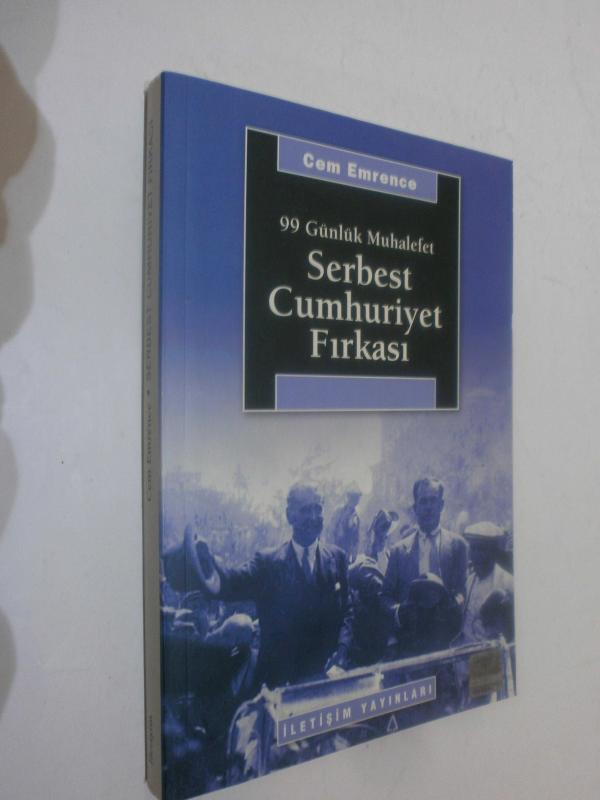 Cem Emrence
99 Günlük Muhalefet
Serbest
Cumhuriyet
Fırkası
İLETİŞİM YAYINLARI
Cem Emrence • SERBEST CUMHURİYET FIRKASI